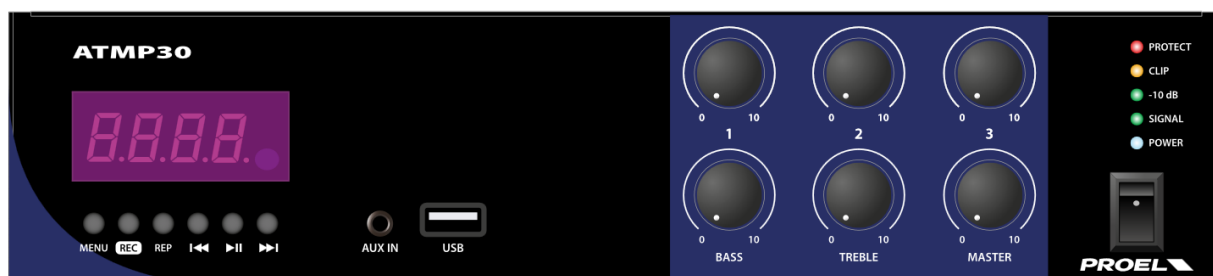 ATMP30
8.8.8.8.
MENU REC REP
AUX IN
USB
0 10
1
0 10
2
0 10
3
0 10
BASS
0 10
TREBLE
0 10
MASTER
PROTECT
CLIP
-10 dB
SIGNAL
POWER
PROEL